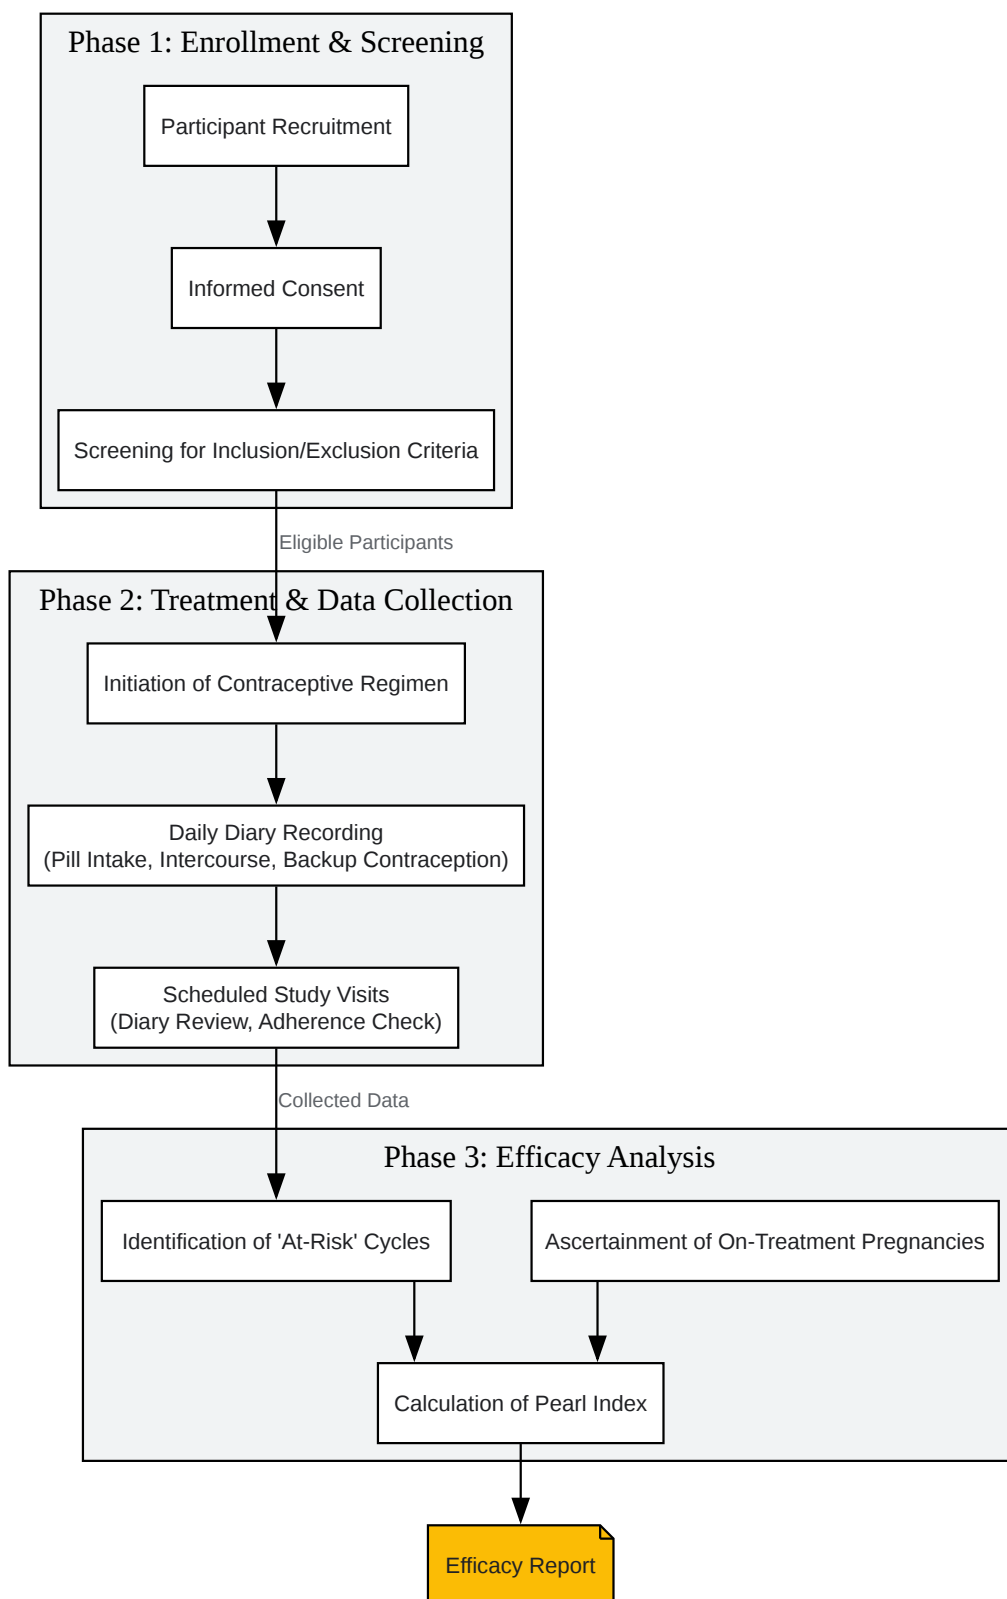 Phase 1: Enrollment & Screening
Participant Recruitment
Informed Consent
Screening for Inclusion/Exclusion Criteria
Eligible Participants
Phase 2: Treatment & Data Collection
Initiation of Contraceptive Regimen
Daily Diary Recording
(Pill Intake, Intercourse, Backup Contraception)
Scheduled Study Visits
(Diary Review, Adherence Check)
Collected Data
Phase 3: Efficacy Analysis
Identification of 'At-Risk' Cycles
Ascertainment of On-Treatment Pregnancies
Calculation of Pearl Index
Efficacy Report